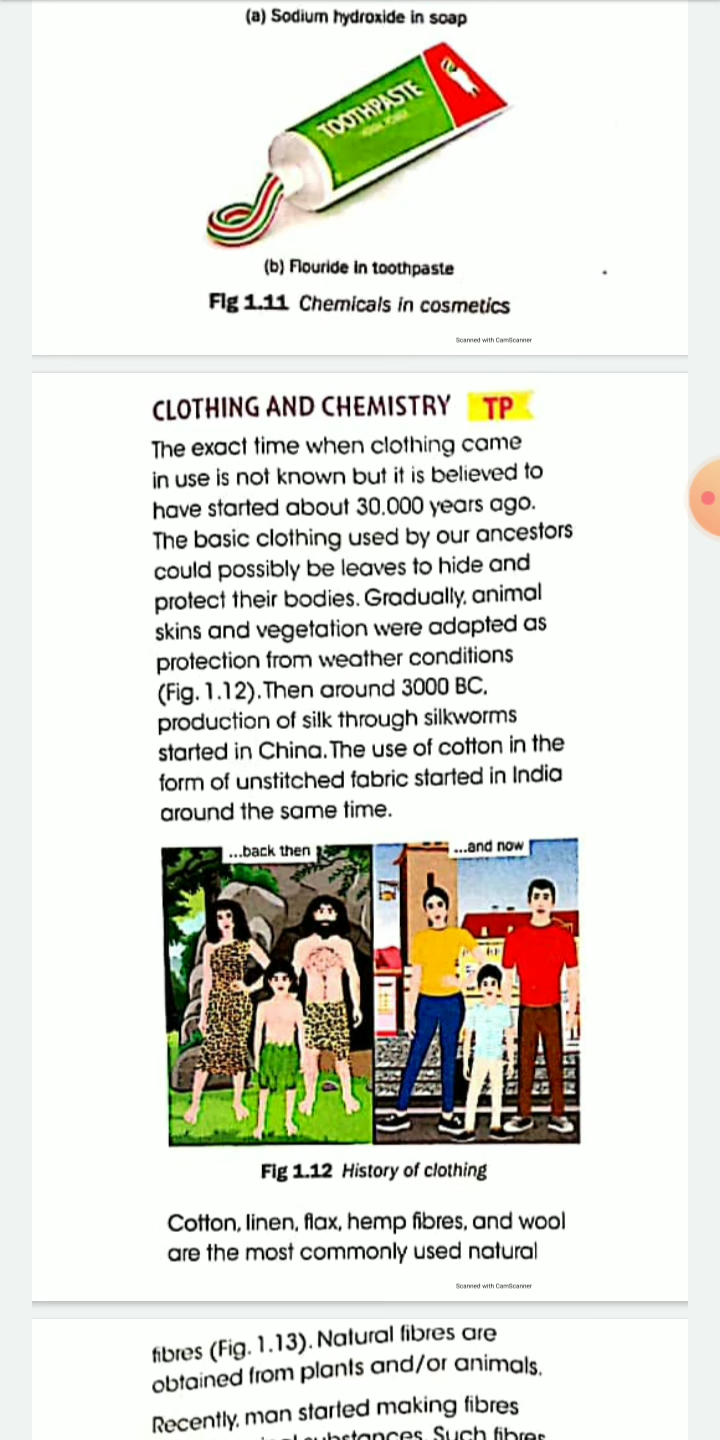 (a) Sodium hydroxide in soap
TOOTHPASTE
(b) Flouride in toothpaste
Fig 1.11 Chemicals in cosmetics
Scanned with CamScanner
CLOTHING AND CHEMISTRY TP
The exact time when clothing came
in use is not known but it is believed to
have started about 30,000 years ago.
The basic clothing used by our ancestors
could possibly be leaves to hide and
protect their bodies. Gradually, animal
skins and vegetation were adapted as
protection from weather conditions
(Fig. 1.12). Then around 3000 BC,
production of silk through silkworms
started in China. The use of cotton in the
form of unstitched fabric started in India
around the same time.
...back then
...and now
Fig 1.12 History of clothing
Cotton, linen, flax, hemp fibres, and wool
are the most commonly used natural
Scanned with CamScanner
fibres (Fig. 1.13). Natural fibres are
obtained from plants and/or animals.
Recently, man started making fibres
substances. Such fibres